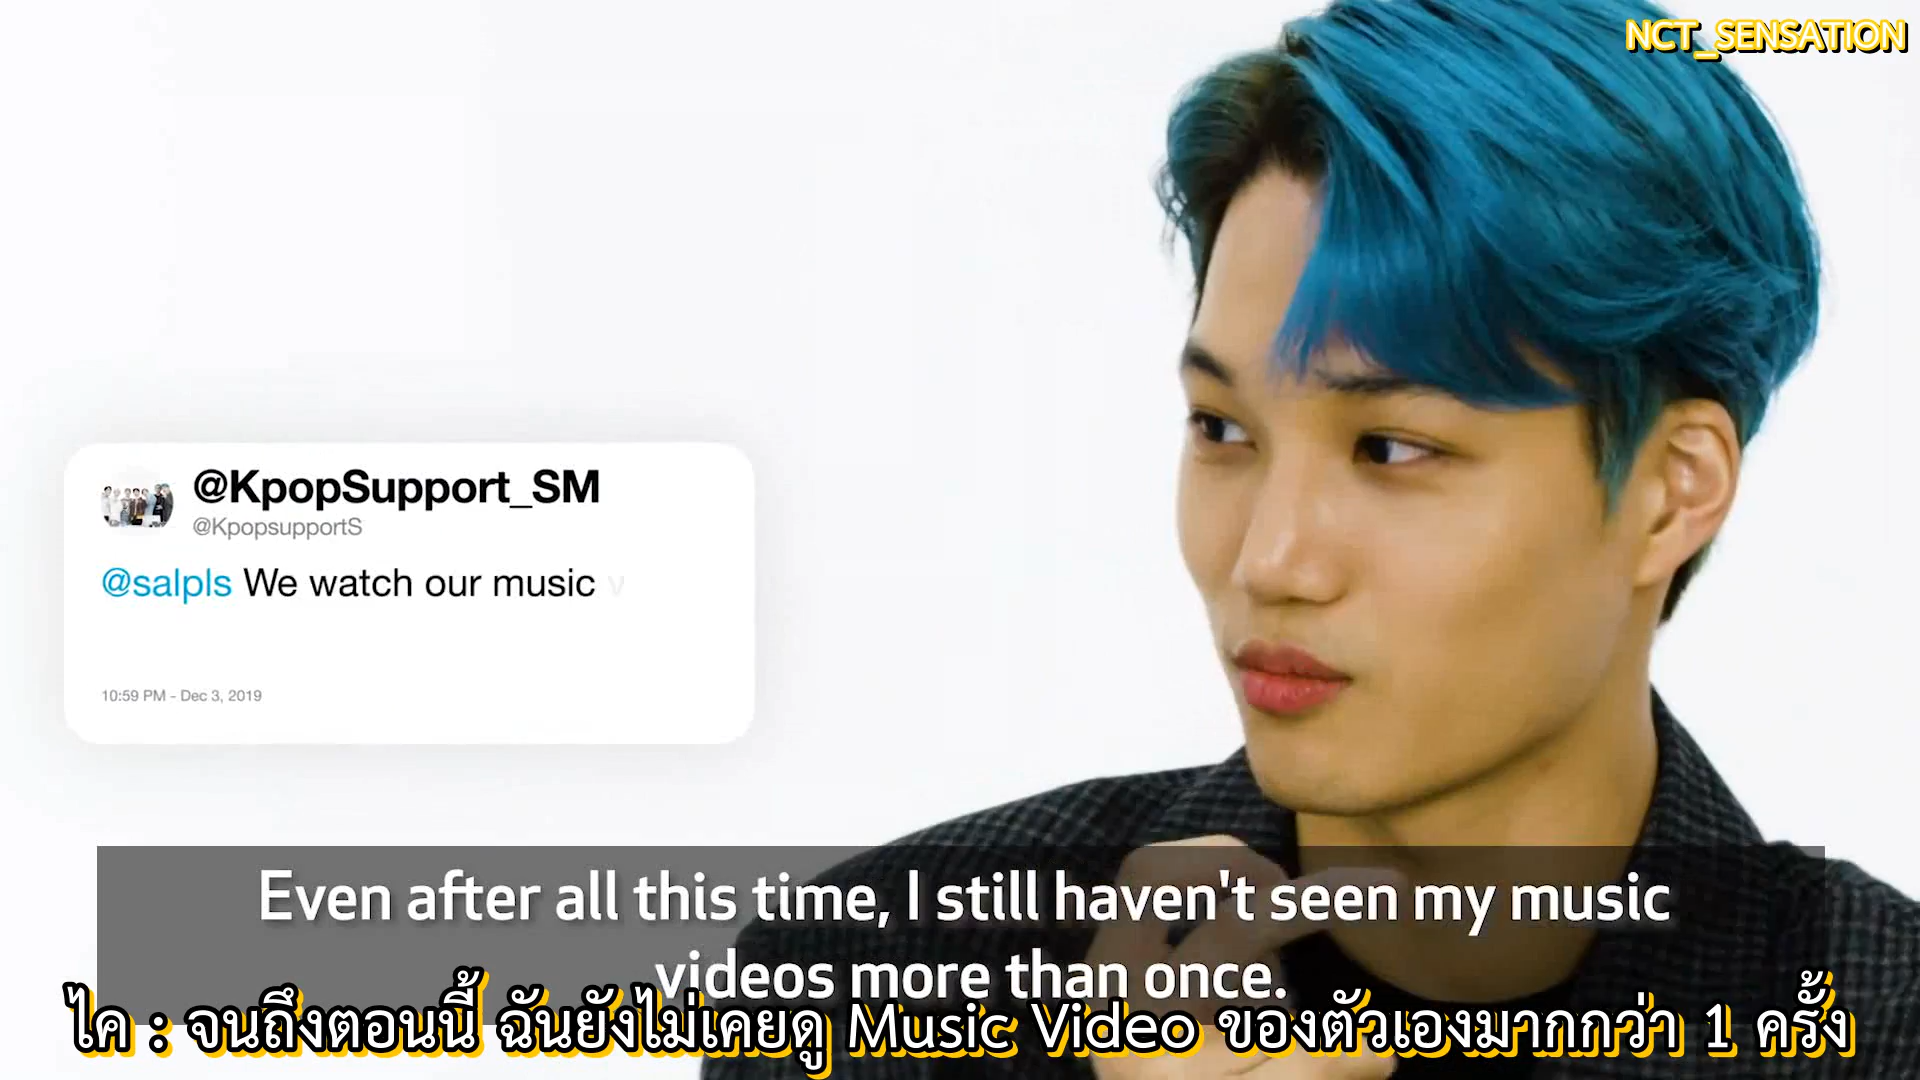 NCT_SENSATION
@KpopSupport_SM
@KpopsupportS
@salpls We watch our music v
10:59 PM - Dec 3, 2019
Even after all this time, I still haven't seen my music
videos more than once.
ไค : จนถึงตอนนี้ ฉันยังไม่เคยดู Music Video ของตัวเองมากกว่า 1 ครั้ง